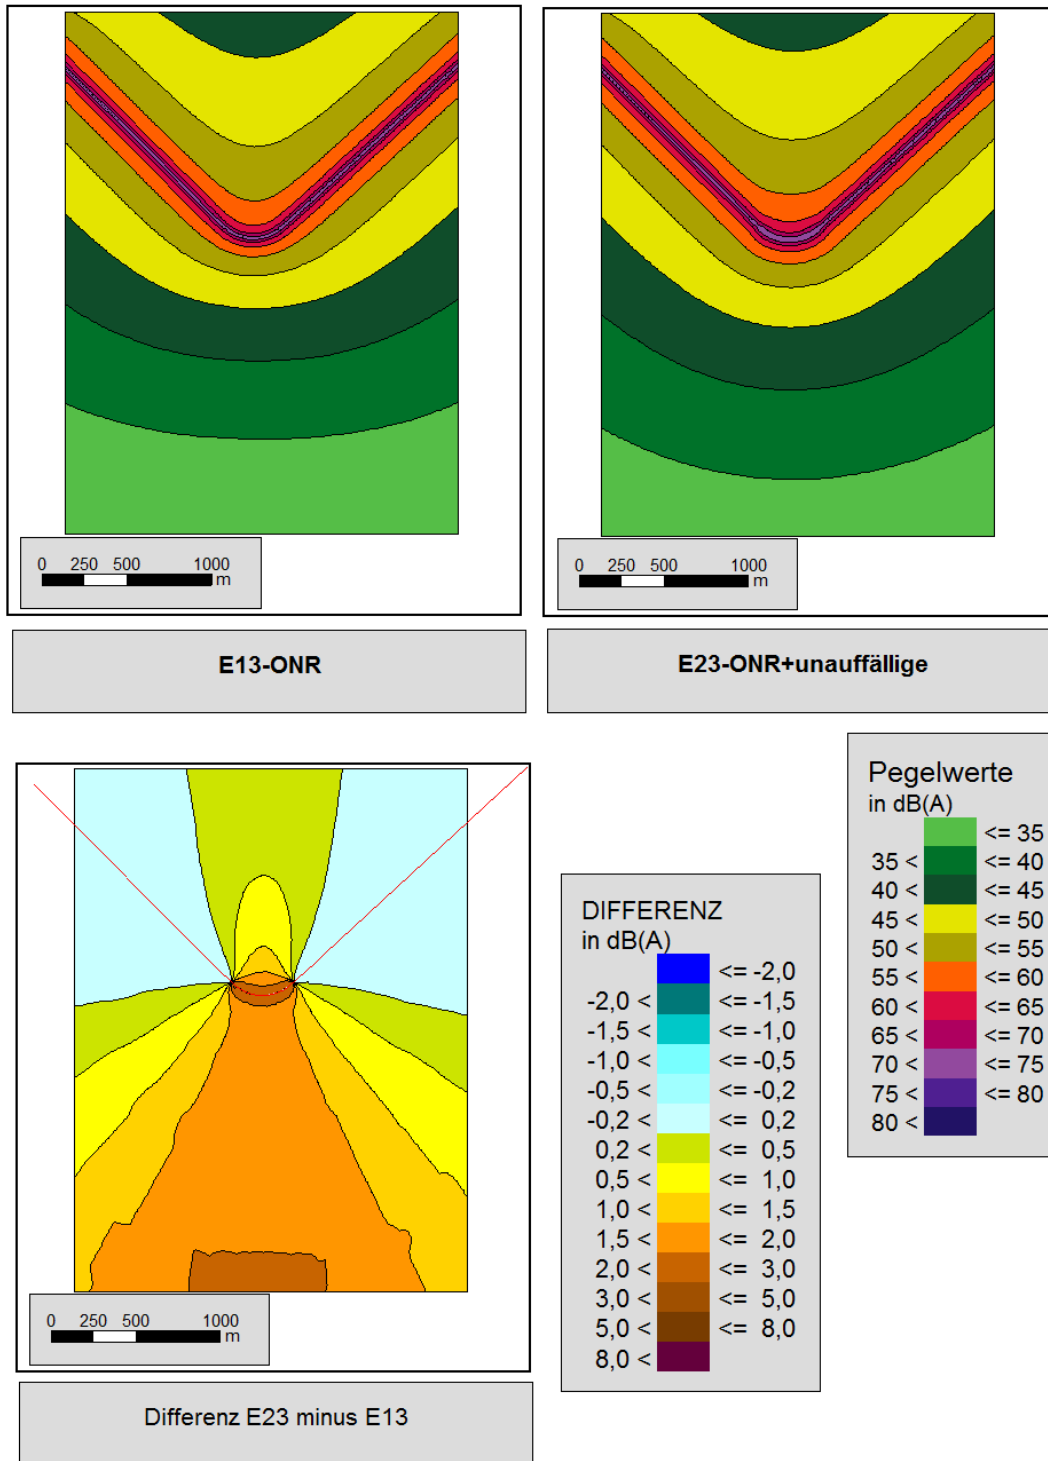 0 250 500 1000
m
0 250 500 1000
m
E13-ONR
E23-ONR+unauffällige
Pegelwerte
in dB(A)
<= 35
35 < <= 40
40 < <= 45
45 < <= 50
50 < <= 55
55 < <= 60
60 < <= 65
65 < <= 70
70 < <= 75
75 < <= 80
80 <
DIFFERENZ
in dB(A)
<= -2,0
-2,0 < <= -1,5
-1,5 < <= -1,0
-1,0 < <= -0,5
-0,5 < <= -0,2
-0,2 < <= 0,2
0,2 < <= 0,5
0,5 < <= 1,0
1,0 < <= 1,5
1,5 < <= 2,0
2,0 < <= 3,0
3,0 < <= 5,0
5,0 < <= 8,0
8,0 <
0 250 500 1000
m
Differenz E23 minus E13